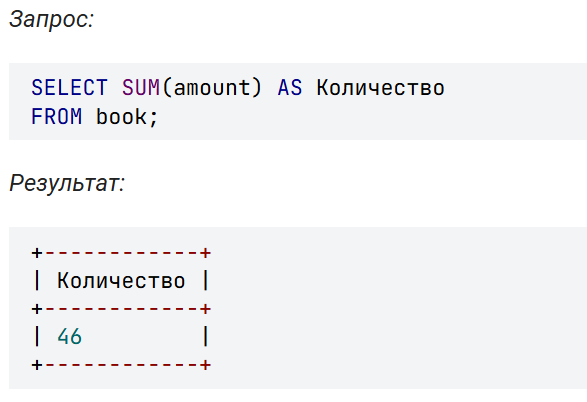 Запрос:
SELECT SUM(amount) AS Количество
FROM book;
Результат:
+------------+
| Количество |
+------------+
| 46         |
+------------+